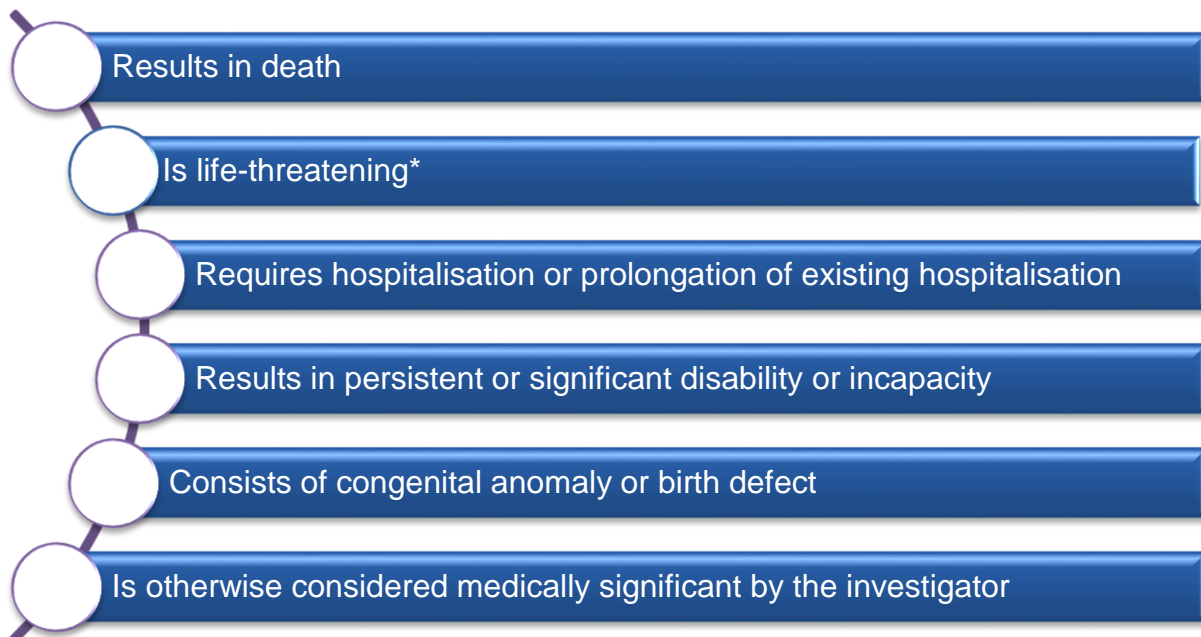 Results in death
Is life-threatening*
Requires hospitalisation or prolongation of existing hospitalisation
Results in persistent or significant disability or incapacity
Consists of congenital anomaly or birth defect
Is otherwise considered medically significant by the investigator